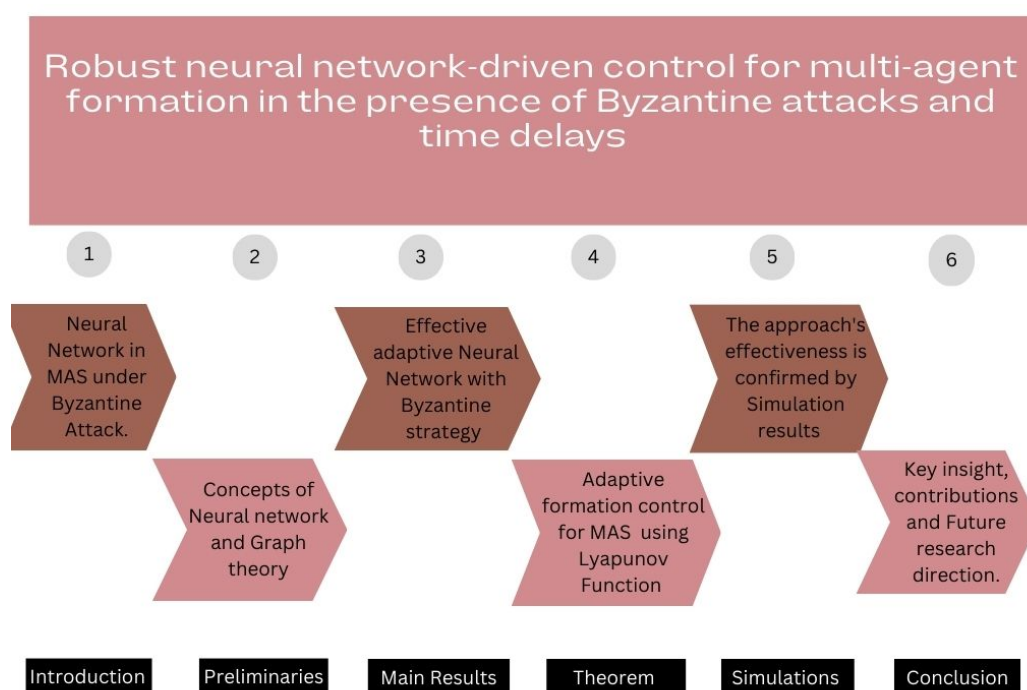 Robust neural network-driven control for multi-agent
formation in the presence of Byzantine attacks and
time delays
1
2
3
4
5
6
Neural
Network in
MAS under
Byzantine
Attack.
Concepts of
Neural network
and Graph
theory
Effective
adaptive Neural
Network with
Byzantine
strategy
Adaptive
formation control
for MAS using
Lyapunov
Function
The approach's
effectiveness is
confirmed by
Simulation
results
Key insight,
contributions
and Future
research
direction.
Introduction
Preliminaries
Main Results
Theorem
Simulations
Conclusion